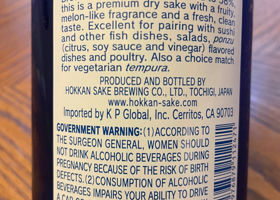 this is a premium dry sake with a fruity,
melon-like fragrance and a fresh, clean
taste. Excellent for pairing with sushi
and other fish dishes, salads, ponzu
(citrus, soy sauce and vinegar) flavored
dishes and poultry. Also a choice match
for vegetarian tempura.
PRODUCED AND BOTTLED BY
HOKKAN SAKE BREWING CO., LTD., TOCHIGI, JAPAN
www.hokkan-sake.com
Imported by K P Global, Inc. Cerritos, CA 90703
GOVERNMENT WARNING: (1) ACCORDING TO
THE SURGEON GENERAL, WOMEN SHOULD
NOT DRINK ALCOHOLIC BEVERAGES DURING
PREGNANCY BECAUSE OF THE RISK OF BIRTH
DEFECTS. (2) CONSUMPTION OF ALCOHOLIC
BEVERAGES IMPAIRS YOUR ABILITY TO DRIVE